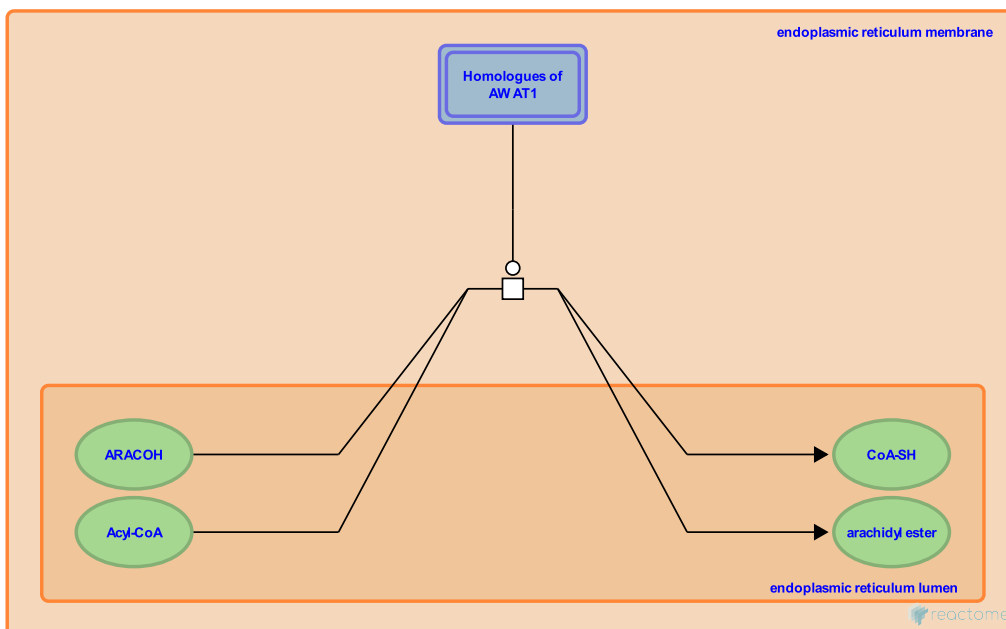 endoplasmic reticulum membrane
Homologues of
AWAT1
ARACOH
CoA-SH
Acyl-CoA
arachidyl ester
endoplasmic reticulum lumen
reactome